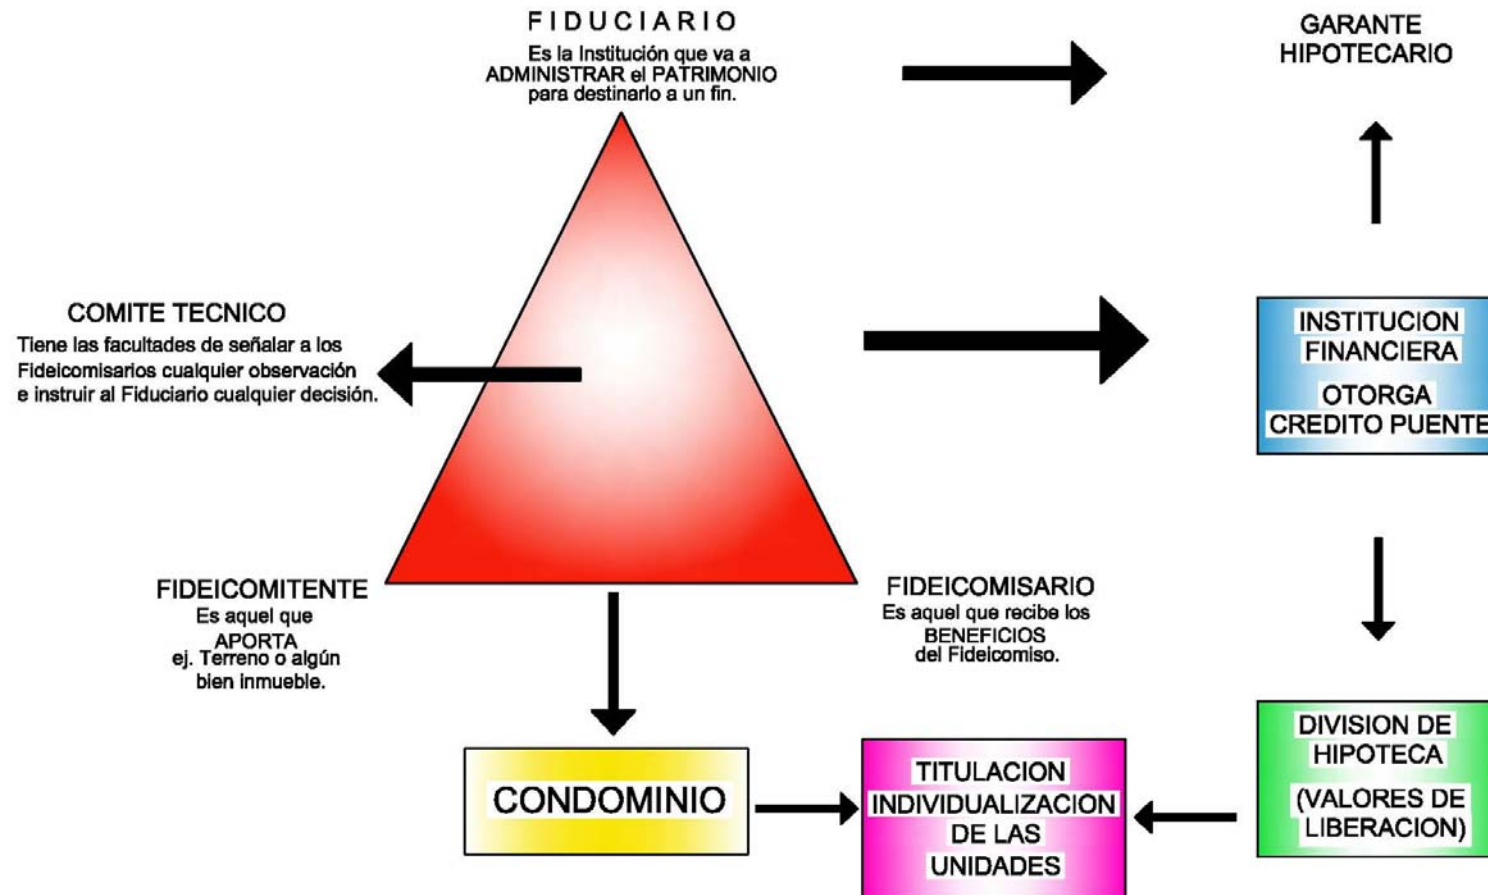 FIDUCIARIO
Es la Institución que va a
ADMINISTRAR el PATRIMONIO
para destinarlo a un fin.
GARANTE
HIPOTECARIO
COMITE TECNICO
Tiene las facultades de señalar a los
Fideicomisarios cualquier observación
e instruir al Fiduciario cualquier decisión.
INSTITUCION
FINANCIERA
OTORGA
CREDITO PUENTE
FIDEICOMITENTE
Es aquel que
APORTA
ej. Terreno o algún
bien inmueble.
FIDEICOMISARIO
Es aquel que recibe los
BENEFICIOS
del Fideicomiso.
CONDOMINIO
TITULACION
INDIVIDUALIZACION
DE LAS
UNIDADES
DIVISION DE
HIPOTECA
(VALORES DE
LIBERACION)